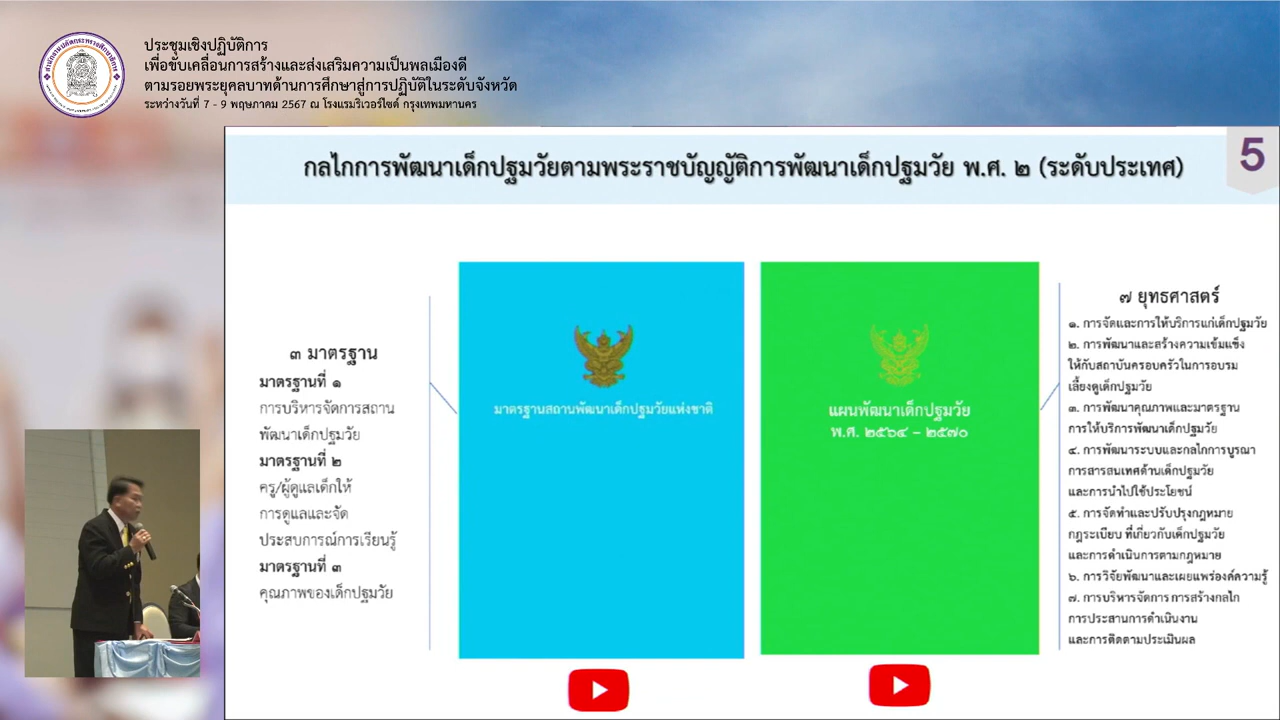 ประชุมเชิงปฏิบัติการ
เพื่อขับเคลื่อนการสร้างและส่งเสริมความเป็นพลเมืองดี
ตามรอยพระยุคลบาทด้านการศึกษาสู่การปฏิบัติในระดับจังหวัด
ระหว่างวันที่ 7 - 9 พฤษภาคม 2567 ณ โรงแรมริเวอร์ไซด์ กรุงเทพมหานคร
กลไกการพัฒนาเด็กปฐมวัยตามพระราชบัญญัติการพัฒนาเด็กปฐมวัย พ.ศ. ๒ (ระดับประเทศ)
5
๓ มาตรฐาน
มาตรฐานที่ ๑
การบริหารจัดการสถาน
พัฒนาเด็กปฐมวัย
มาตรฐานที่ ๒
ครู/ผู้ดูแลเด็กให้
การดูแลและจัด
ประสบการณ์การเรียนรู้
มาตรฐานที่ ๓
คุณภาพของเด็กปฐมวัย
มาตรฐานสถานพัฒนาเด็กปฐมวัยแห่งชาติ
แผนพัฒนาเด็กปฐมวัย
พ.ศ. ๒๕๖๔ – ๒๕๗๐
๗ ยุทธศาสตร์
๑. การจัดและการให้บริการแก่เด็กปฐมวัย
๒. การพัฒนาและสร้างความเข้มแข็ง
ให้กับสถาบันครอบครัวในการอบรม
เลี้ยงดูเด็กปฐมวัย
๓. การพัฒนาคุณภาพและมาตรฐาน
การให้บริการพัฒนาเด็กปฐมวัย
๔. การพัฒนาระบบและกลไกการบูรณา
การสารสนเทศด้านเด็กปฐมวัย
และการนำไปใช้ประโยชน์
๕. การจัดทำและปรับปรุงกฎหมาย
กฎระเบียบ ที่เกี่ยวกับเด็กปฐมวัย
และการดำเนินการตามกฎหมาย
๖. การวิจัยพัฒนาและเผยแพร่องค์ความรู้
๗. การบริหารจัดการ การสร้างกลไก
การประสานการดำเนินงาน
และการติดตามประเมินผล